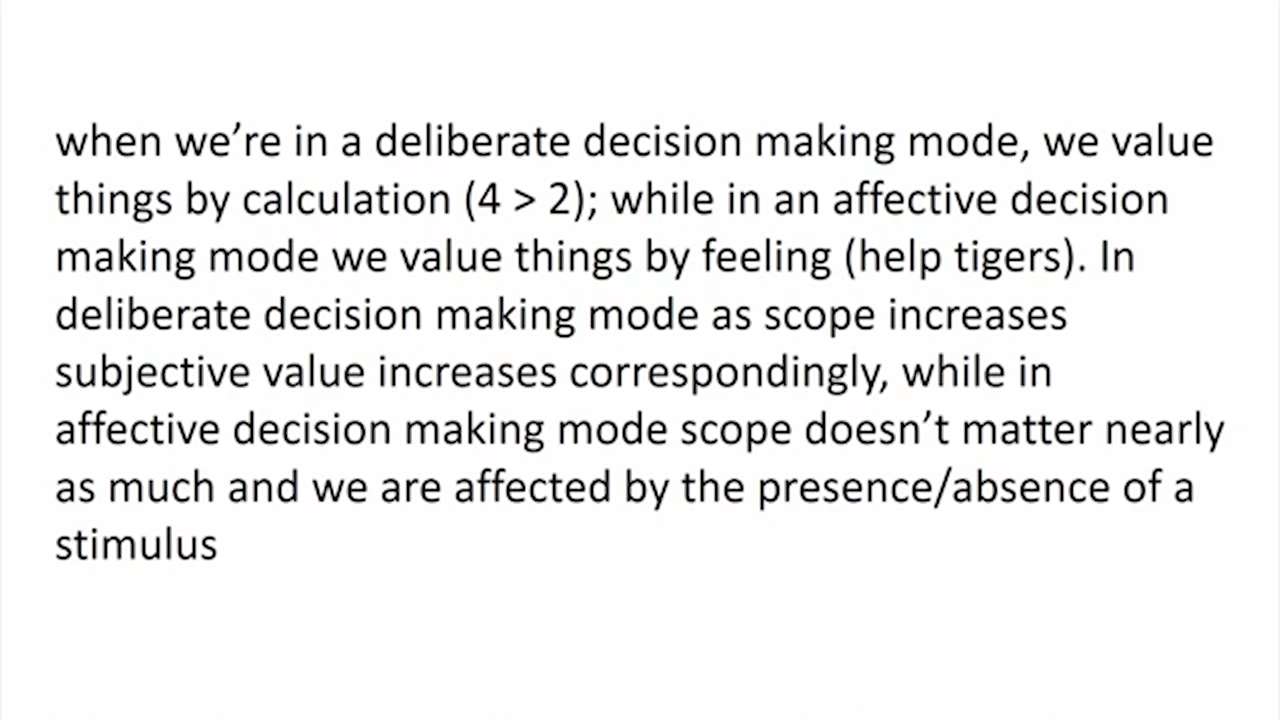 when we’re in a deliberate decision making mode, we value
things by calculation (4 > 2); while in an affective decision
making mode we value things by feeling (help tigers). In
deliberate decision making mode as scope increases
subjective value increases correspondingly, while in
affective decision making mode scope doesn’t matter nearly
as much and we are affected by the presence/absence of a
stimulus